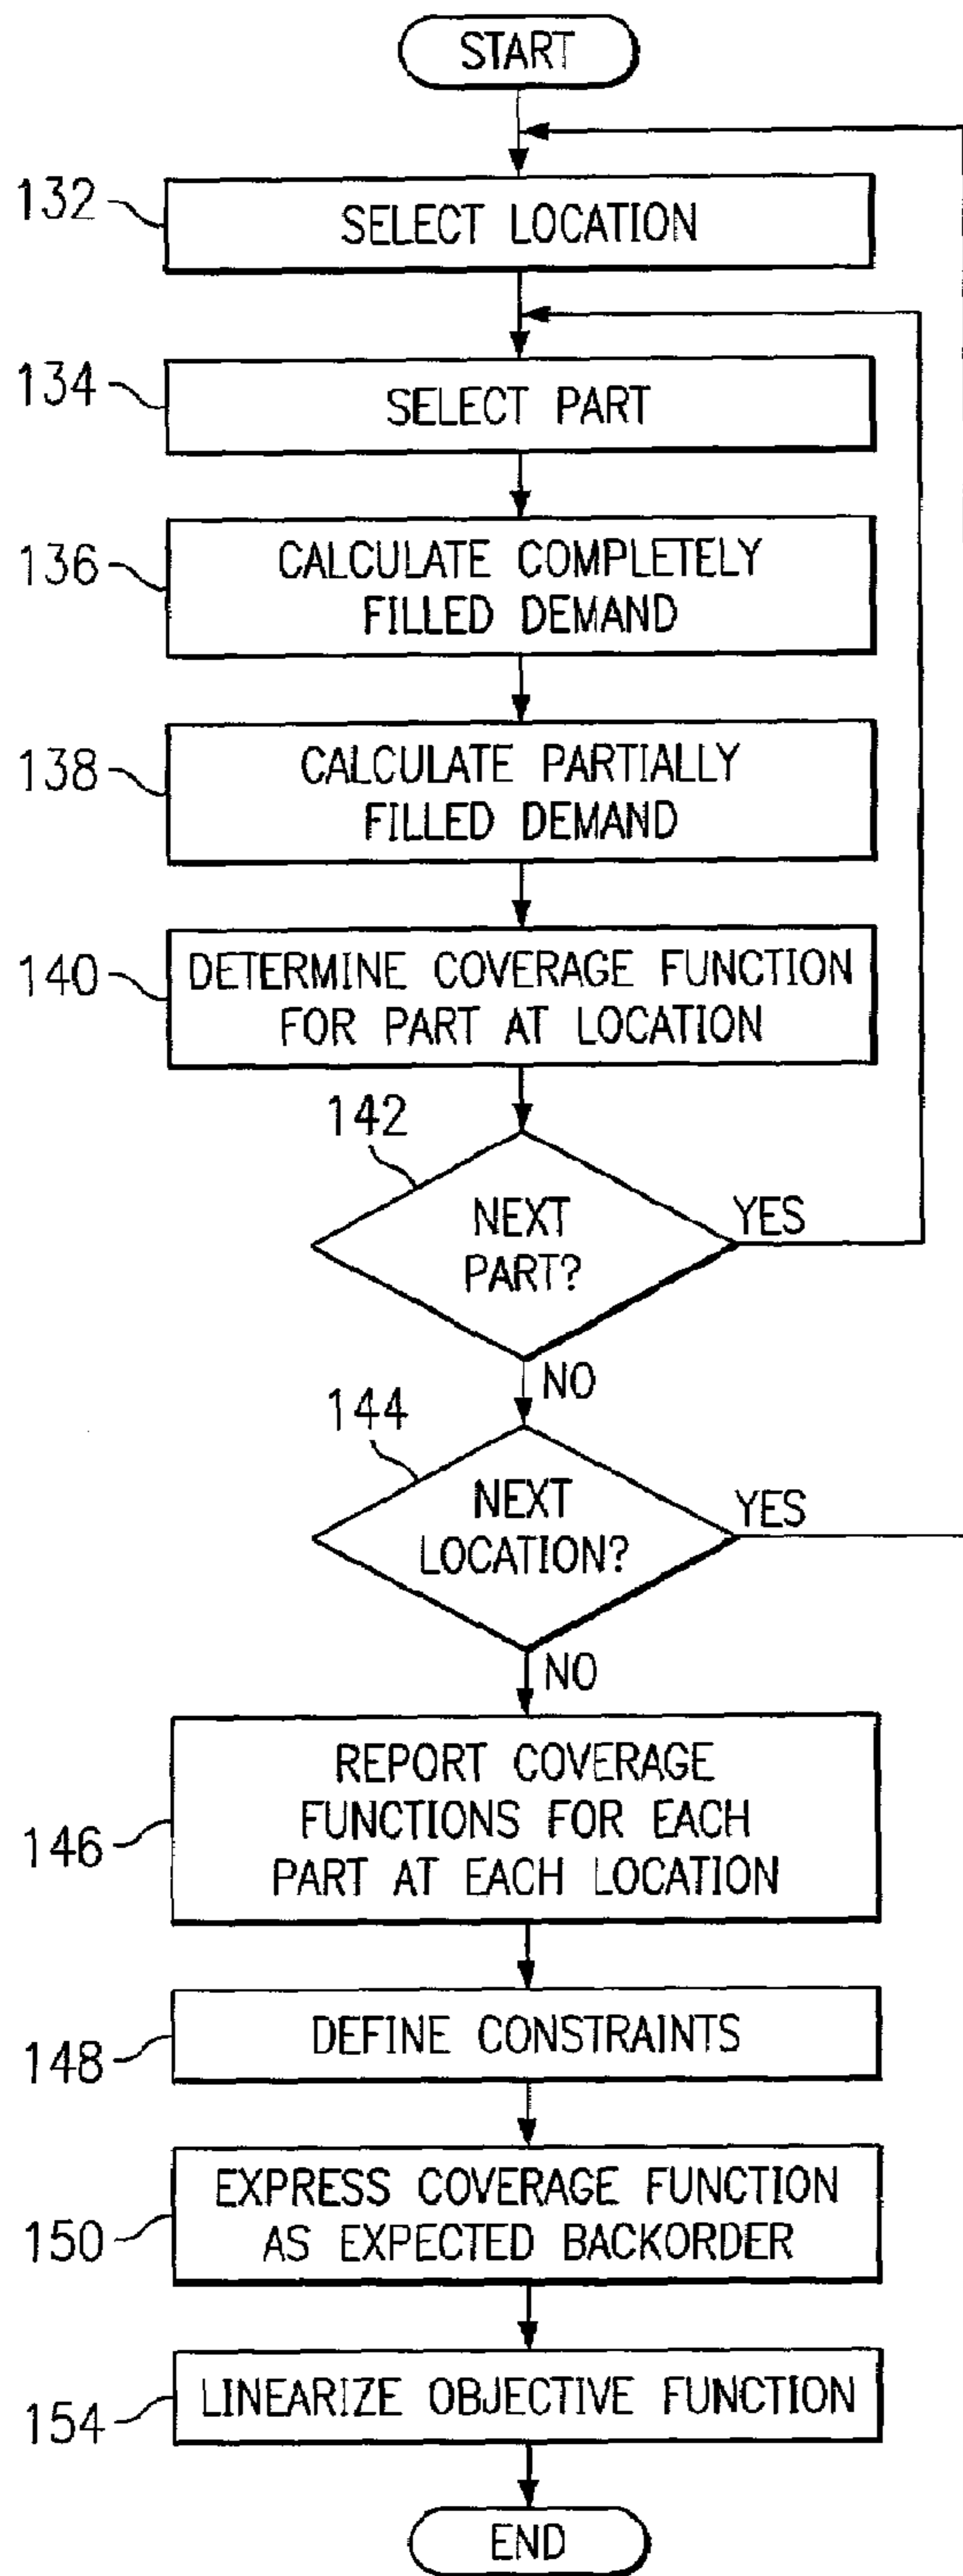 START
132
SELECT LOCATION
134
SELECT PART
136
CALCULATE COMPLETELY
FILLED DEMAND
138
CALCULATE PARTIALLY
FILLED DEMAND
140
DETERMINE COVERAGE FUNCTION
FOR PART AT LOCATION
142
NEXT
PART?
YES
NO
144
NEXT
LOCATION?
YES
NO
146
REPORT COVERAGE
FUNCTIONS FOR EACH
PART AT EACH LOCATION
148
DEFINE CONSTRAINTS
150
EXPRESS COVERAGE FUNCTION
AS EXPECTED BACKORDER
154
LINEARIZE OBJECTIVE FUNCTION
END